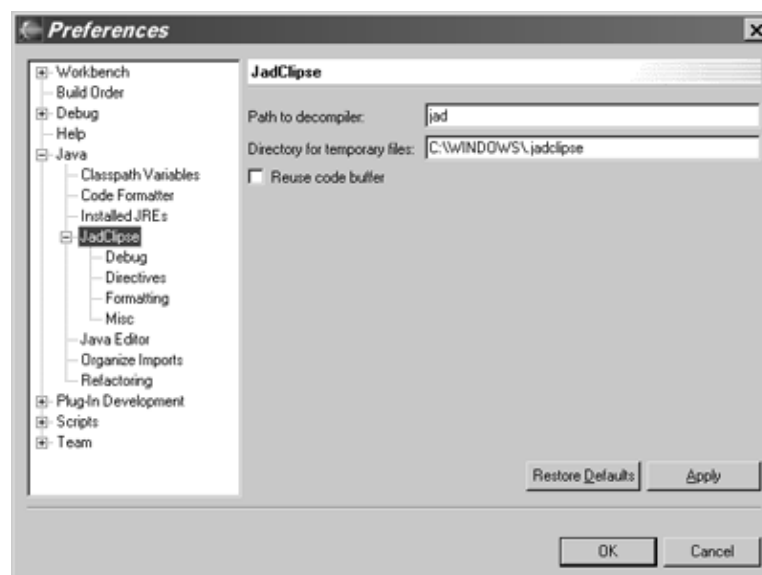 Preferences
Workbench
Build Order
Debug
Help
Java
Classpath Variables
Code Formatter
Installed JREs
JadClipse
Debug
Directives
Formatting
Misc
Java Editor
Organize Imports
Refactoring
Plug-In Development
Scripts
Team
JadClipse
Path to decompiler: jad
Directory for temporary files: C:\WINDOWS\.jadclipse
Reuse code buffer
Restore Defaults Apply
OK Cancel